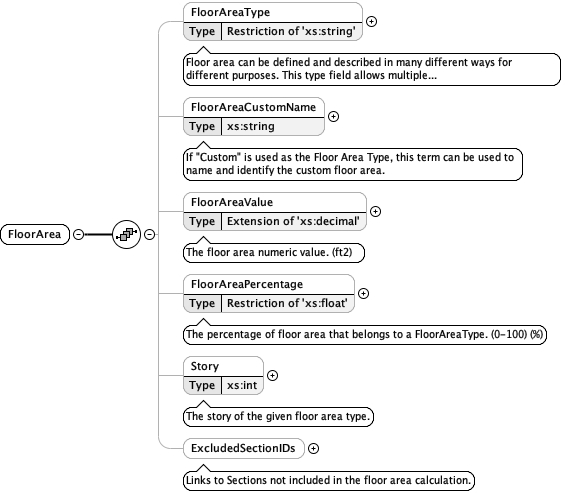 FloorAreaType
Type Restriction of 'xs:string'
Floor area can be defined and described in many different ways for
different purposes. This type field allows multiple...
FloorAreaCustomName
Type xs:string
If "Custom" is used as the Floor Area Type, this term can be used to
name and identify the custom floor area.
FloorAreaValue
Type Extension of 'xs:decimal'
The floor area numeric value. (ft2)
FloorArea
FloorAreaPercentage
Type Restriction of 'xs:float'
The percentage of floor area that belongs to a FloorAreaType. (0-100) (%)
Story
Type xs:int
The story of the given floor area type.
ExcludedSectionIDs
Links to Sections not included in the floor area calculation.